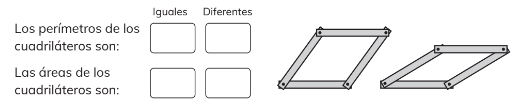 Iguales Diferentes
Los perímetros de los
cuadriláteros son:
Las áreas de los
cuadriláteros son: